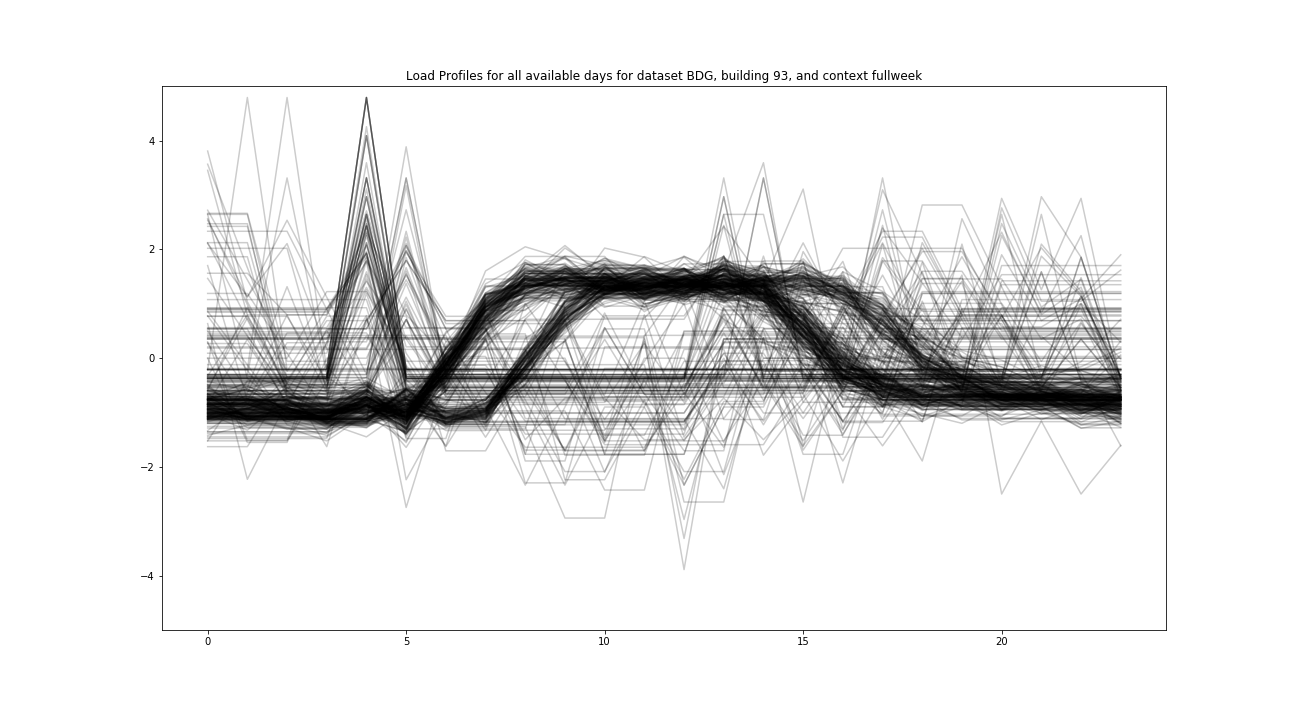 Load Profiles for all available days for dataset BDG, building 93, and context fullweek
4
2
0
−2
−4
0 5 10 15 20